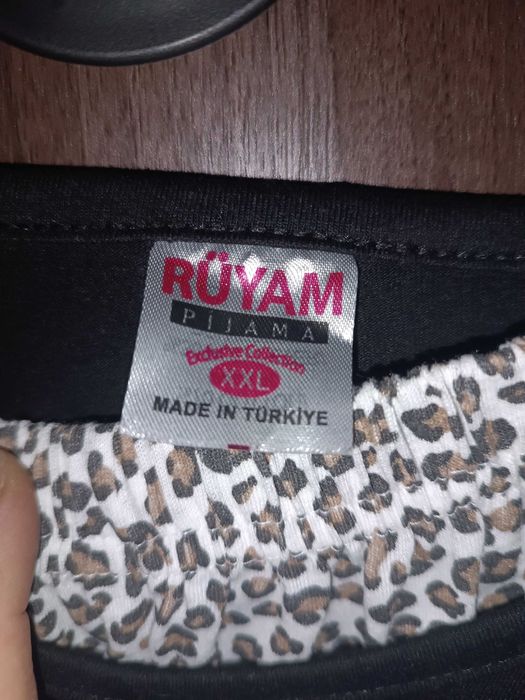 RÜYAM
PİJAMA
Exclusive Collection
XXL
MADE IN TÜRKİYE